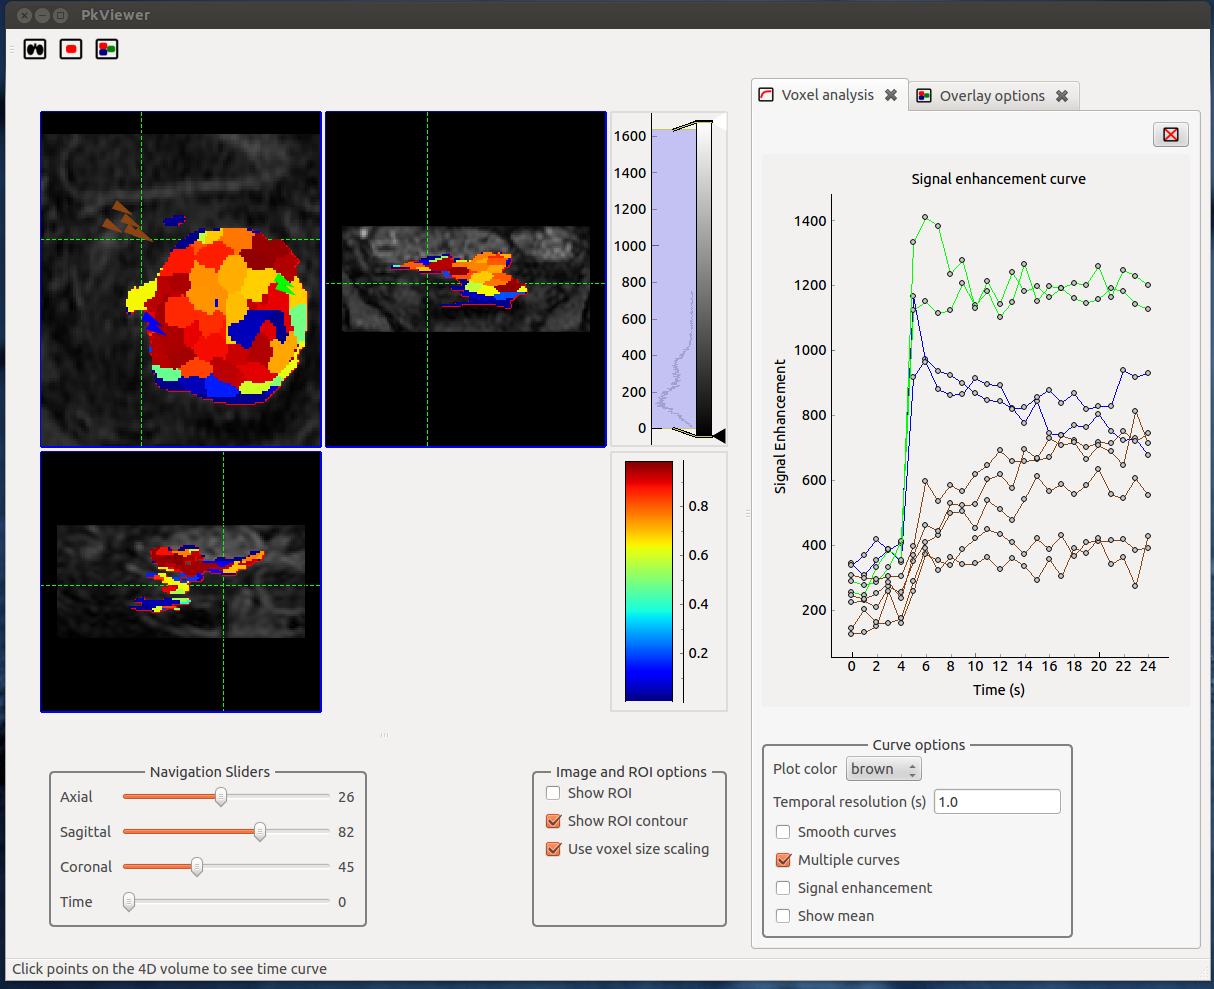 PkViewer
Voxel analysis
Overlay options
1600
1400
1200
1000
800
600
400
200
0
0.8
0.6
0.4
0.2
Signal enhancement curve
Signal Enhancement
1400
1200
1000
800
600
400
200
0 2 4 6 8 10 12 14 16 18 20 22 24
Time (s)
Navigation Sliders
Axial 26
Sagittal 82
Coronal 45
Time 0
Image and ROI options
Show ROI
Show ROI contour
Use voxel size scaling
Curve options
Plot color brown
Temporal resolution (s) 1.0
Smooth curves
Multiple curves
Signal enhancement
Show mean
Click points on the 4D volume to see time curve